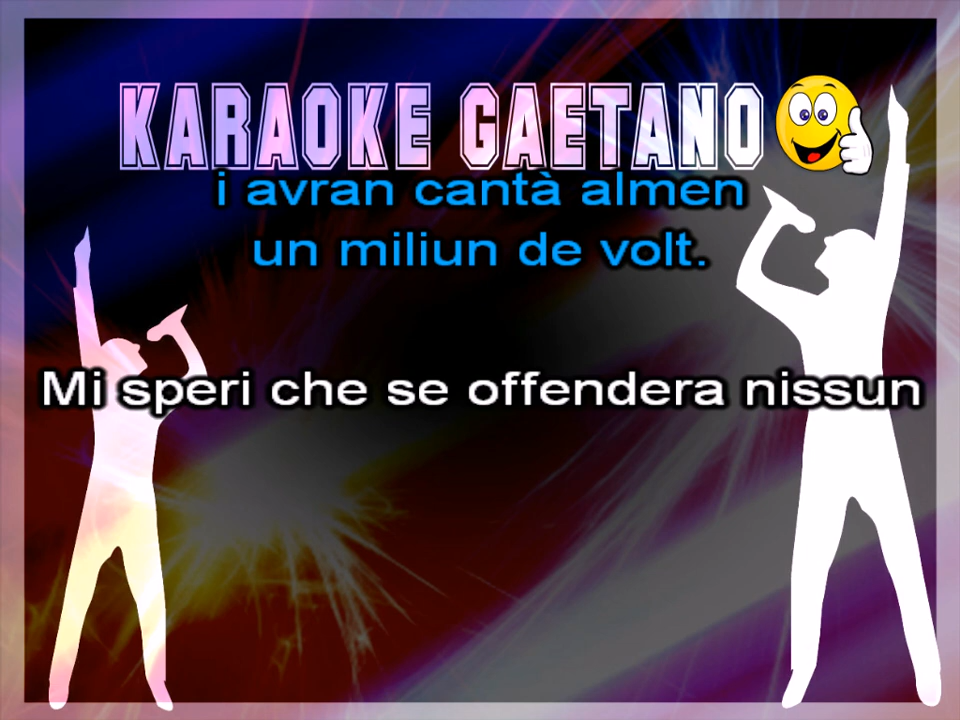 KARAOKE GAETANO
i avran cantà almen
un miliun de volt.
Mi speri che se offendera nissun